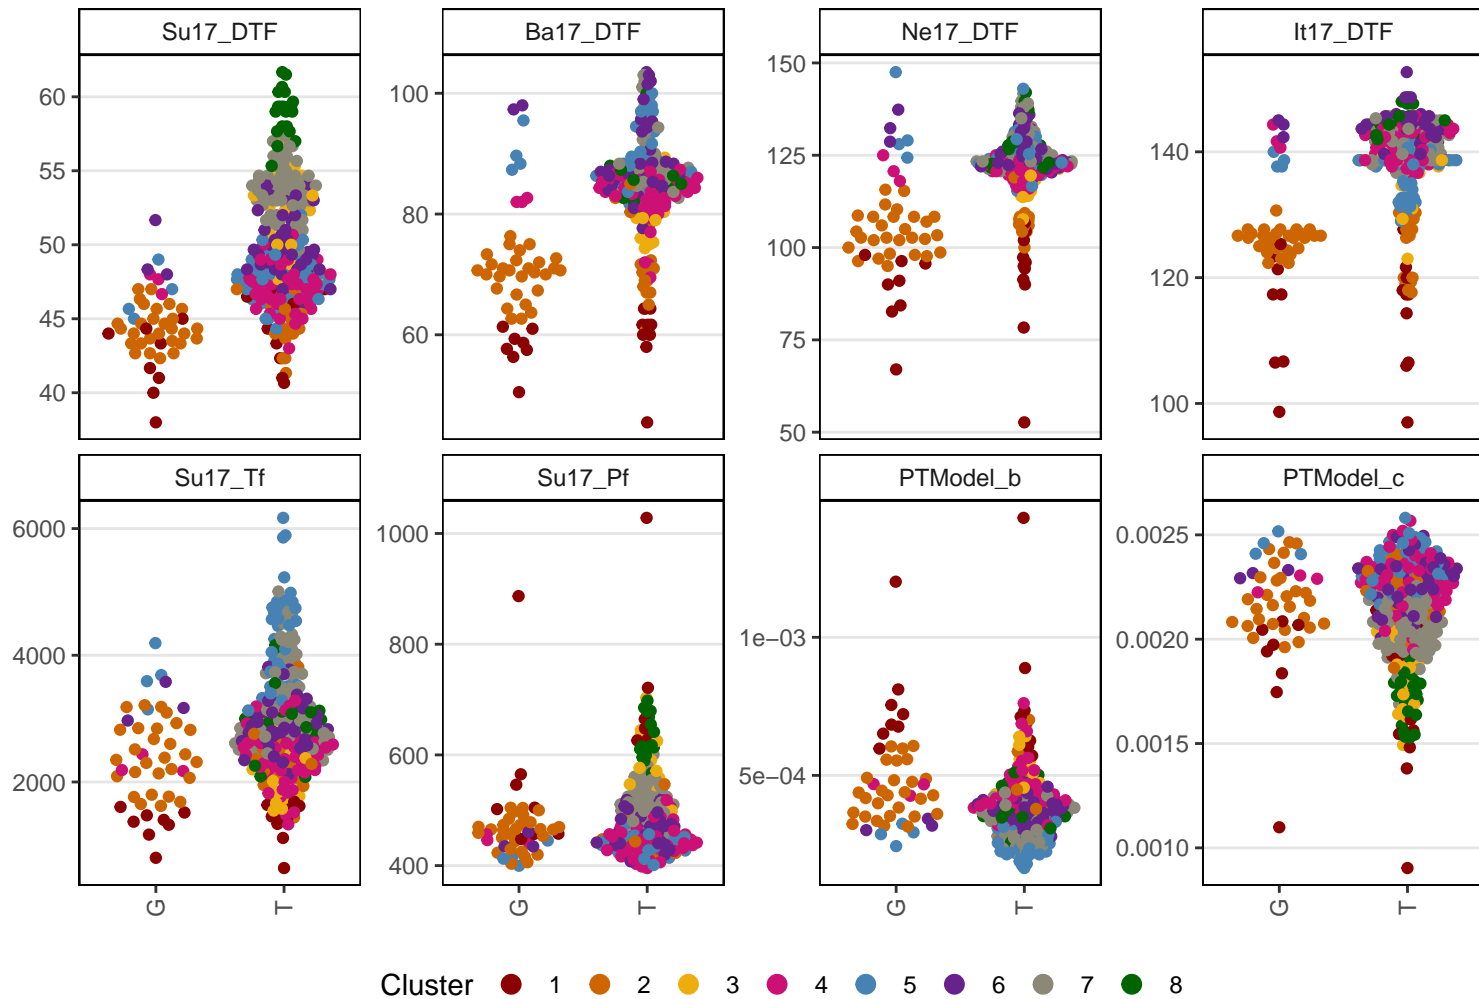 Su17_DTF
Ba17_DTF
Ne17_DTF
It17_DTF
60
55
50
45
40
100
80
60
150
125
100
75
50
140
120
100
Su17_Tf
Su17_Pf
PTModel_b
PTModel_c
6000
4000
2000
1000
800
600
400
1e−03
5e−04
0.0025
0.0020
0.0015
0.0010
G
T
G
T
G
T
G
T
Cluster 1 2 3 4 5 6 7 8